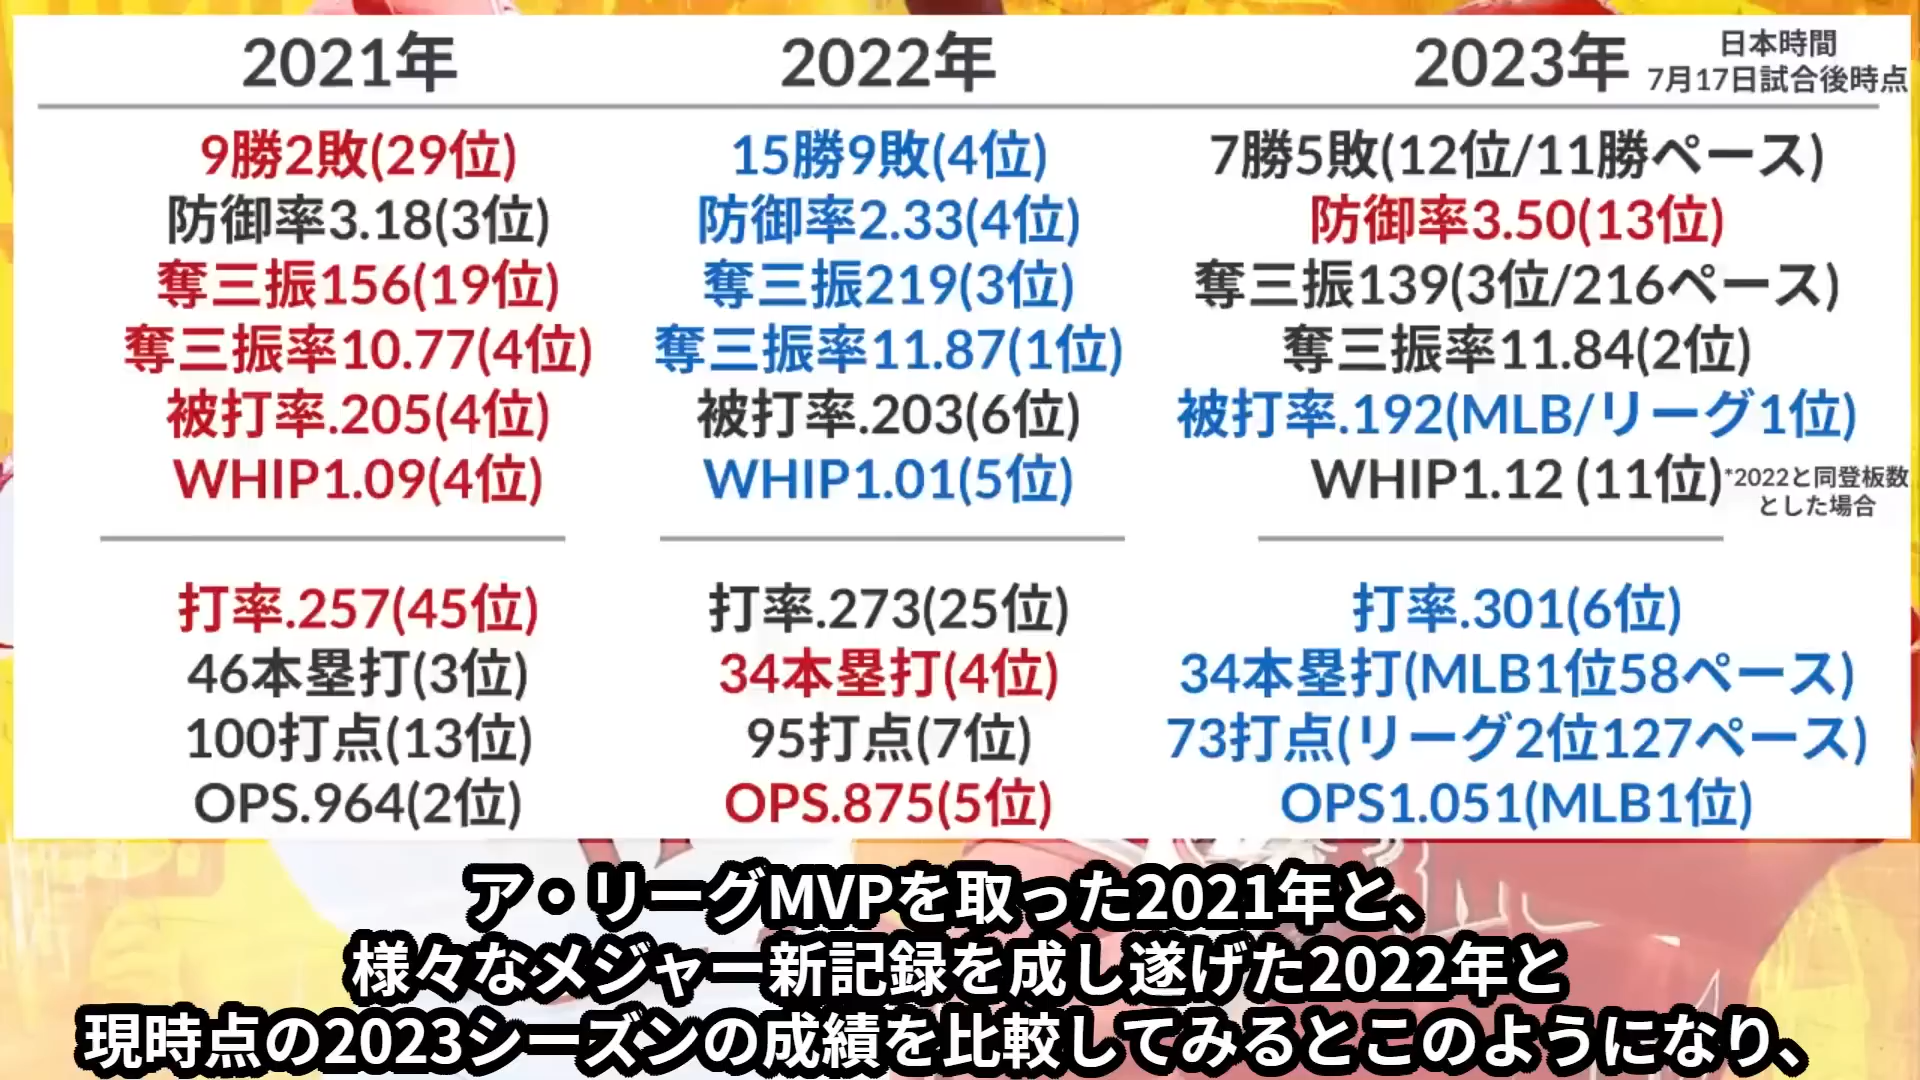 2021年
9勝2敗(29位)
防御率3.18(3位)
奪三振156(19位)
奪三振率10.77(4位)
被打率.205(4位)
WHIP1.09(4位)
打率.257(45位)
46本塁打(3位)
100打点(13位)
OPS.964(2位)
2022年
15勝9敗(4位)
防御率2.33(4位)
奪三振219(3位)
奪三振率11.87(1位)
被打率.203(6位)
WHIP1.01(5位)
打率.273(25位)
34本塁打(4位)
95打点(7位)
OPS.875(5位)
2023年
日本時間
7月17日試合後時点
7勝5敗(12位/11勝ペース)
防御率3.50(13位)
奪三振139(3位/216ペース)
奪三振率11.84(2位)
被打率.192(MLB/リーグ1位)
WHIP1.12 (11位)
*2022と同登板数
とした場合
打率.301(6位)
34本塁打(MLB1位58ペース)
73打点(リーグ2位127ペース)
OPS1.051(MLB1位)
ア・リーグMVPを取った2021年と、
様々なメジャー新記録を成し遂げた2022年と
現時点の2023シーズンの成績を比較してみるとこのようになり、